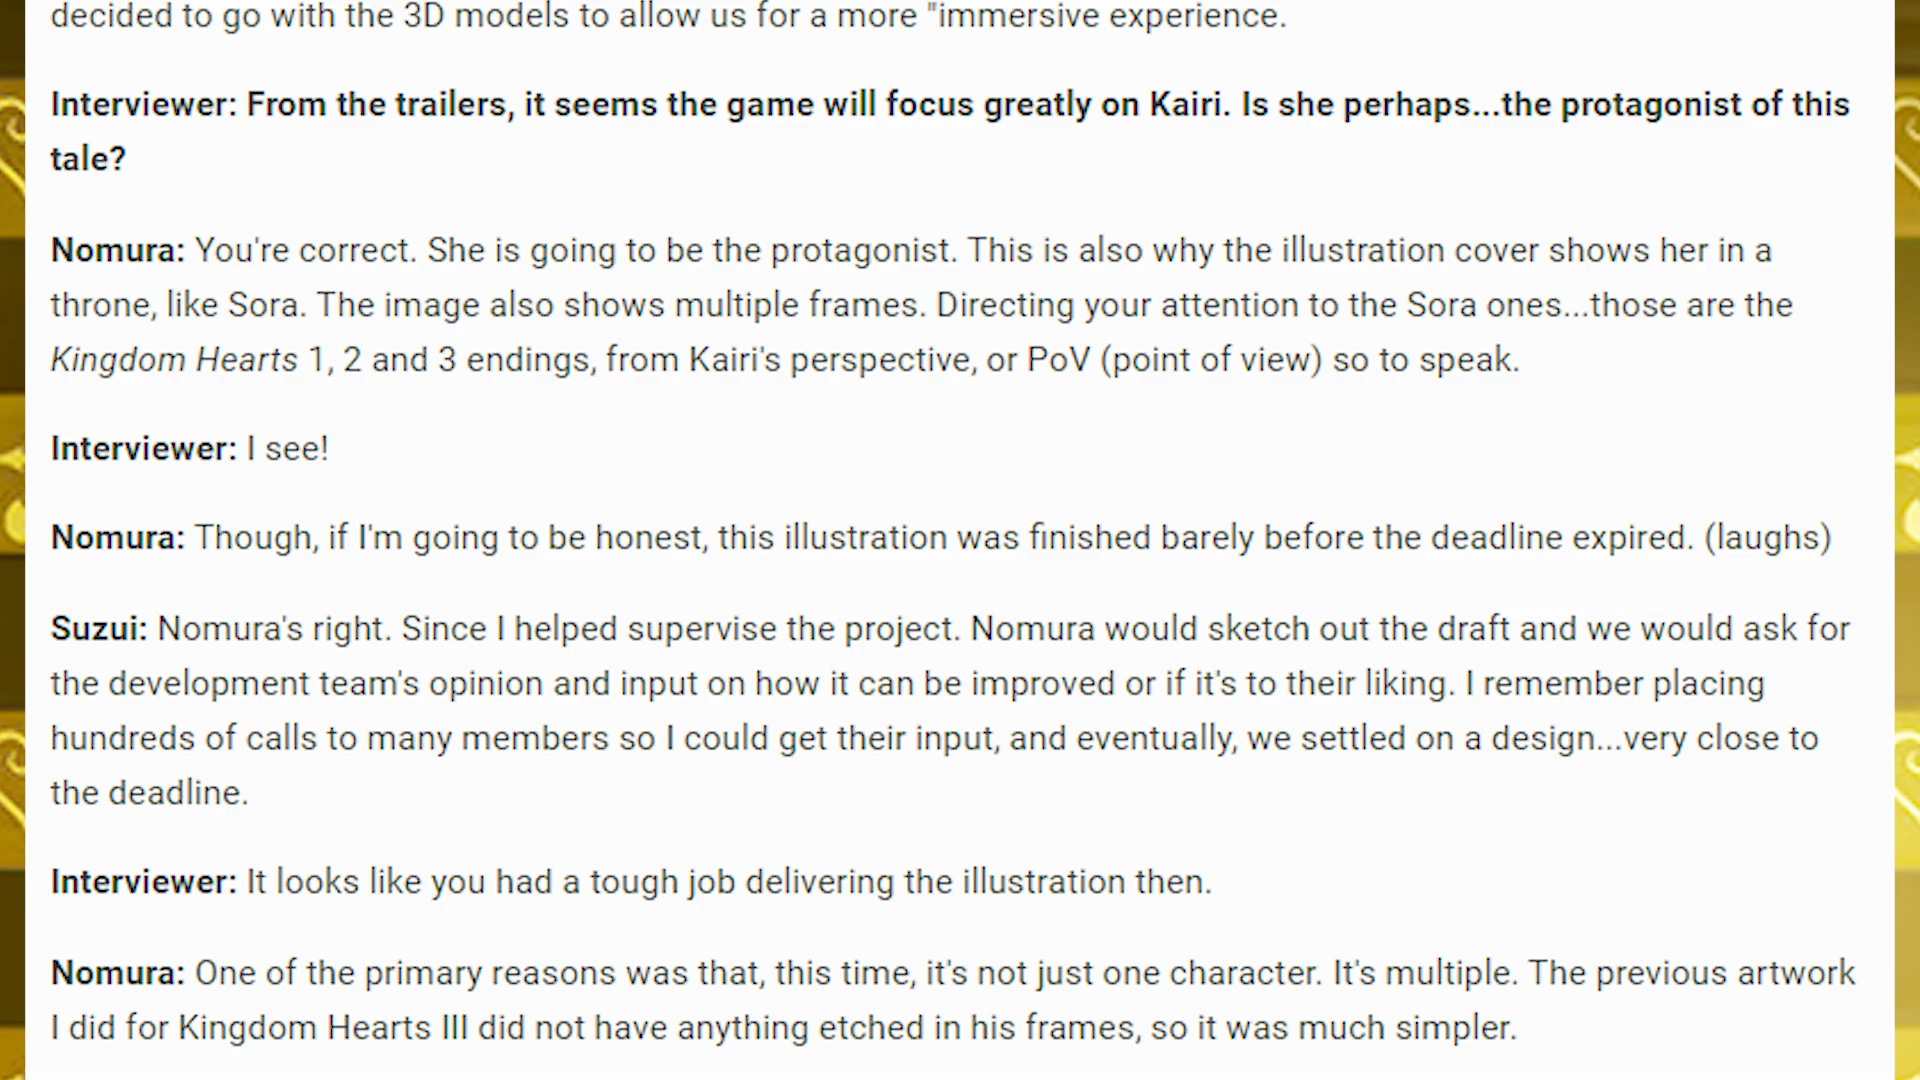 decided to go with the 3D models to allow us for a more "immersive experience.
Interviewer: From the trailers, it seems the game will focus greatly on Kairi. Is she perhaps...the protagonist of this
tale?
Nomura: You're correct. She is going to be the protagonist. This is also why the illustration cover shows her in a
throne, like Sora. The image also shows multiple frames. Directing your attention to the Sora ones...those are the
Kingdom Hearts 1, 2 and 3 endings, from Kairi's perspective, or PoV (point of view) so to speak.
Interviewer: I see!
Nomura: Though, if I'm going to be honest, this illustration was finished barely before the deadline expired. (laughs)
Suzui: Nomura's right. Since I helped supervise the project. Nomura would sketch out the draft and we would ask for
the development team's opinion and input on how it can be improved or if it's to their liking. I remember placing
hundreds of calls to many members so I could get their input, and eventually, we settled on a design...very close to
the deadline.
Interviewer: It looks like you had a tough job delivering the illustration then.
Nomura: One of the primary reasons was that, this time, it's not just one character. It's multiple. The previous artwork
I did for Kingdom Hearts III did not have anything etched in his frames, so it was much simpler.